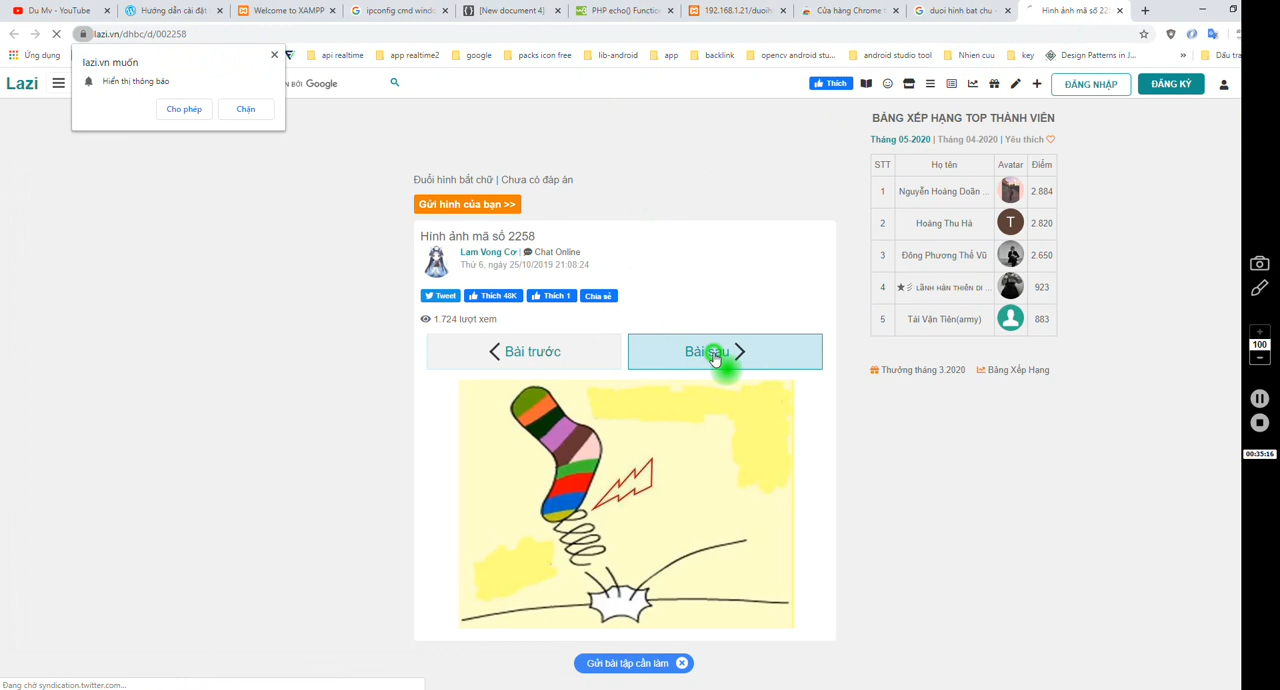 Du Mv - YouTube
Hướng dẫn cài đặt
Welcome to XAMPP
ipconfig cmd windo
[New document 4]
PHP echo() Functio
192.168.1.21/duoih
Cửa hàng Chrome t
duoi hinh bat chu -
Hình ảnh mã số 22
lazi.vn/dhbc/d/002258
Ứng dụng
api realtime
app realtime2
google
packs icon free
lib-android
app
backlink
opencv android stu...
android studio tool
Nhien cuu
key
Design Patterns in J...
»
Dấu tra
lazi.vn muốn
Hiển thị thông báo
Cho phép
Chặn
Lazi
BỞI Google
Thích
ĐĂNG NHẬP
ĐĂNG KÝ
BẢNG XẾP HẠNG TOP THÀNH VIÊN
Tháng 05-2020 | Tháng 04-2020 | Yêu thích
STT Họ tên Avatar Điểm
1 Nguyễn Hoàng Doãn ... 2.884
2 Hoàng Thu Hà T 2.820
3 Đông Phương Thế Vũ 2.650
4 ★彡 LÃNH HÀN THIÊN DI ... 923
5 Tái Vận Tiên(army) 883
Thưởng tháng 3.2020 Bảng Xếp Hạng
Đuổi hình bắt chữ | Chưa có đáp án
Gửi hình của bạn >>
Hình ảnh mã số 2258
Lam Vong Cơ | Chat Online
Thứ 6, ngày 25/10/2019 21:08:24
Tweet Thích 48K Thích 1 Chia sẻ
1.724 lượt xem
Bài trước
Bài sau
Gửi bài tập cần làm
Đang chờ syndication.twitter.com...
100
00:35:16